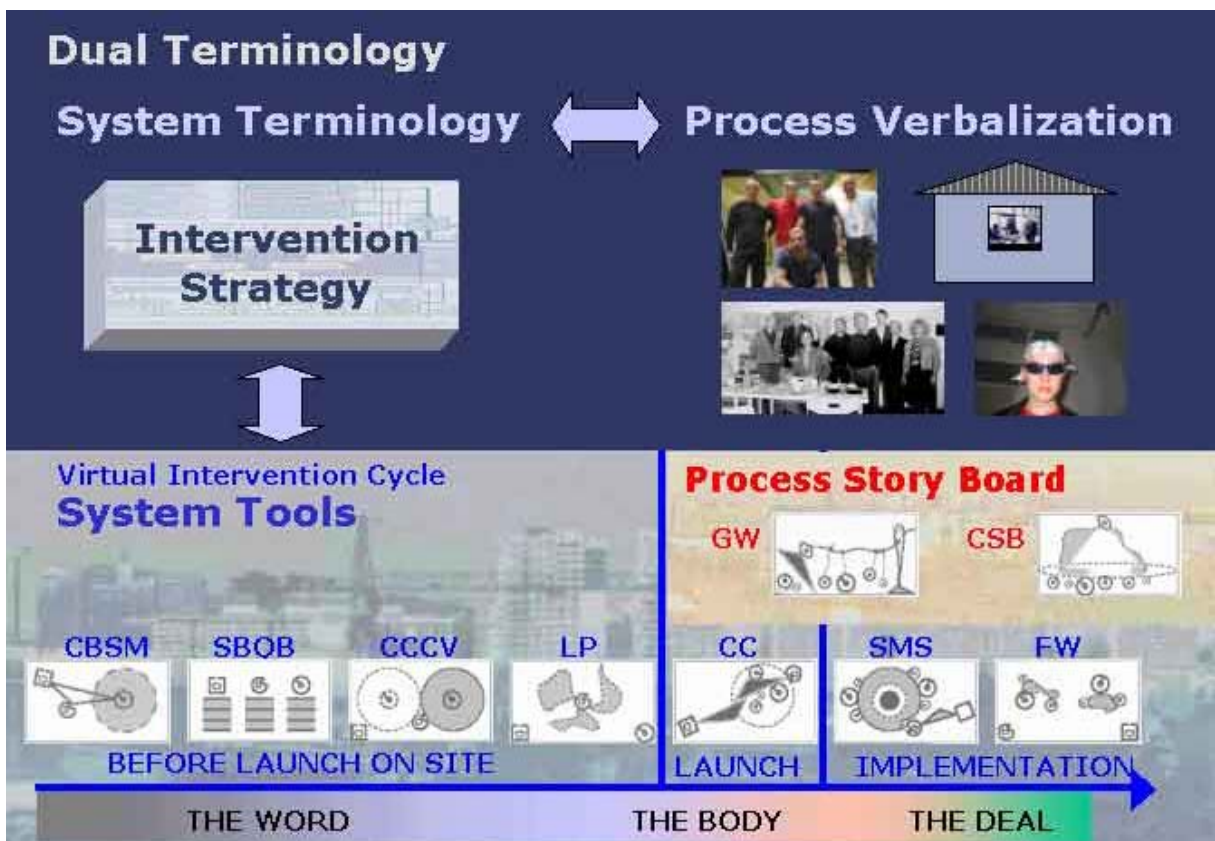 Dual Terminology
System Terminology
Process Verbalization
Intervention
Strategy
Virtual Intervention Cycle
System Tools
Process Story Board
GW
CSB
CBSM
SBQB
CCCV
LP
CC
SMS
FW
BEFORE LAUNCH ON SITE
LAUNCH
IMPLEMENTATION
THE WORD
THE BODY
THE DEAL